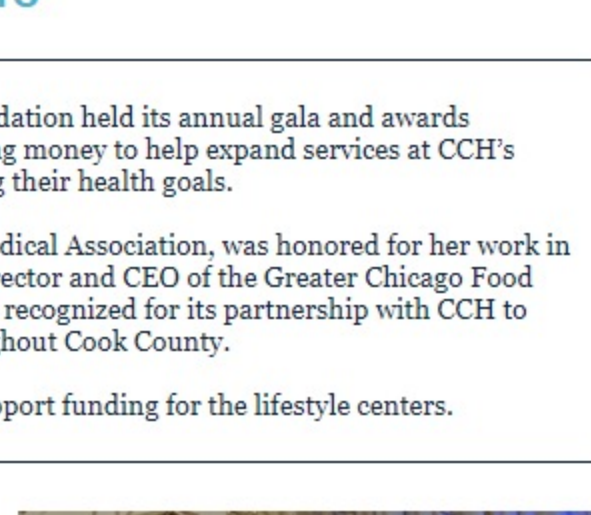 dation held its annual gala and awards
g money to help expand services at CCH's
their health goals.
dical Association, was honored for her work in
ector and CEO of the Greater Chicago Food
recognized for its partnership with CCH to
hout Cook County.
port funding for the lifestyle centers.